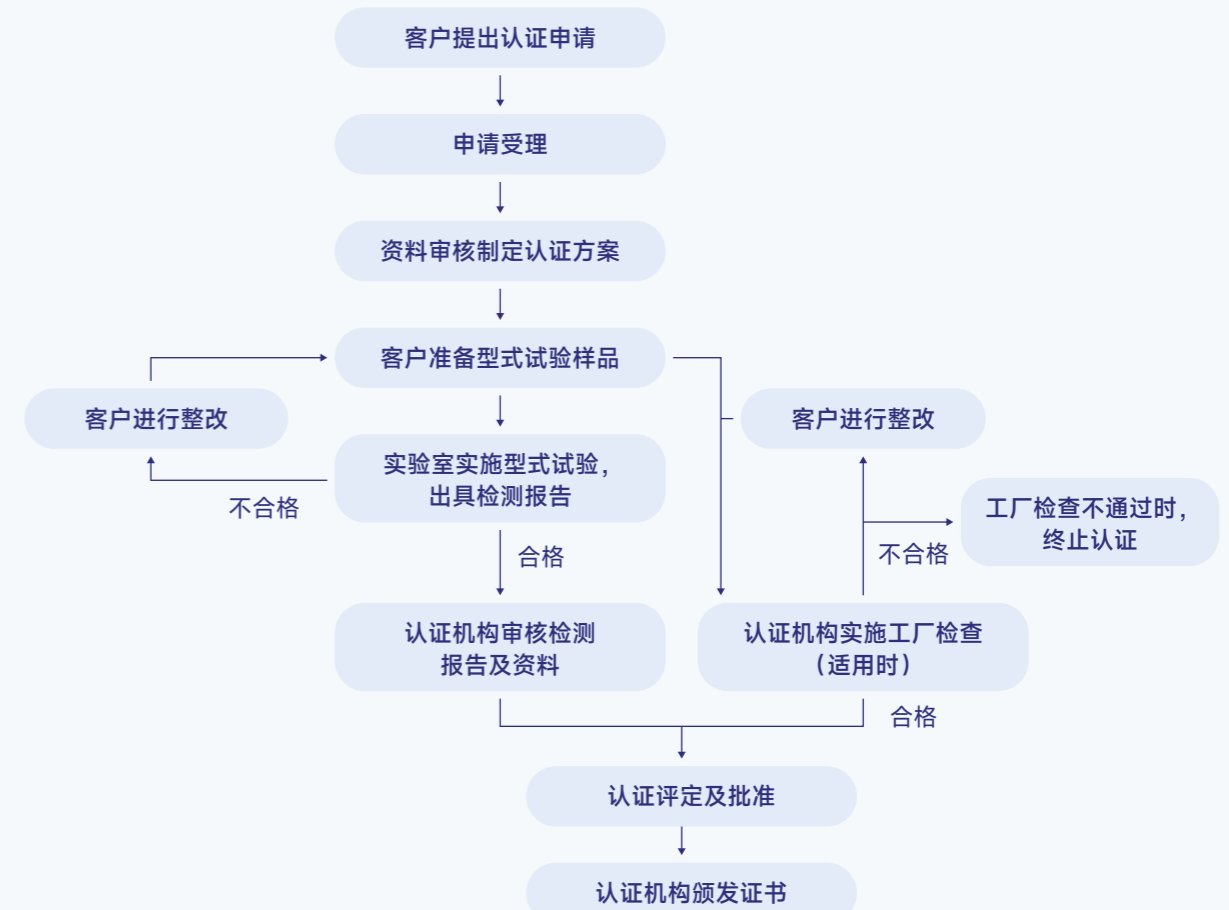 客户提出认证申请
申请受理
资料审核制定认证方案
客户准备型式试验样品
客户进行整改
客户进行整改
实验室实施型式试验，
出具检测报告
不合格
工厂检查不通过时，
终止认证
不合格
合格
认证机构审核检测
报告及资料
认证机构实施工厂检查
（适用时）
合格
认证评定及批准
认证机构颁发证书